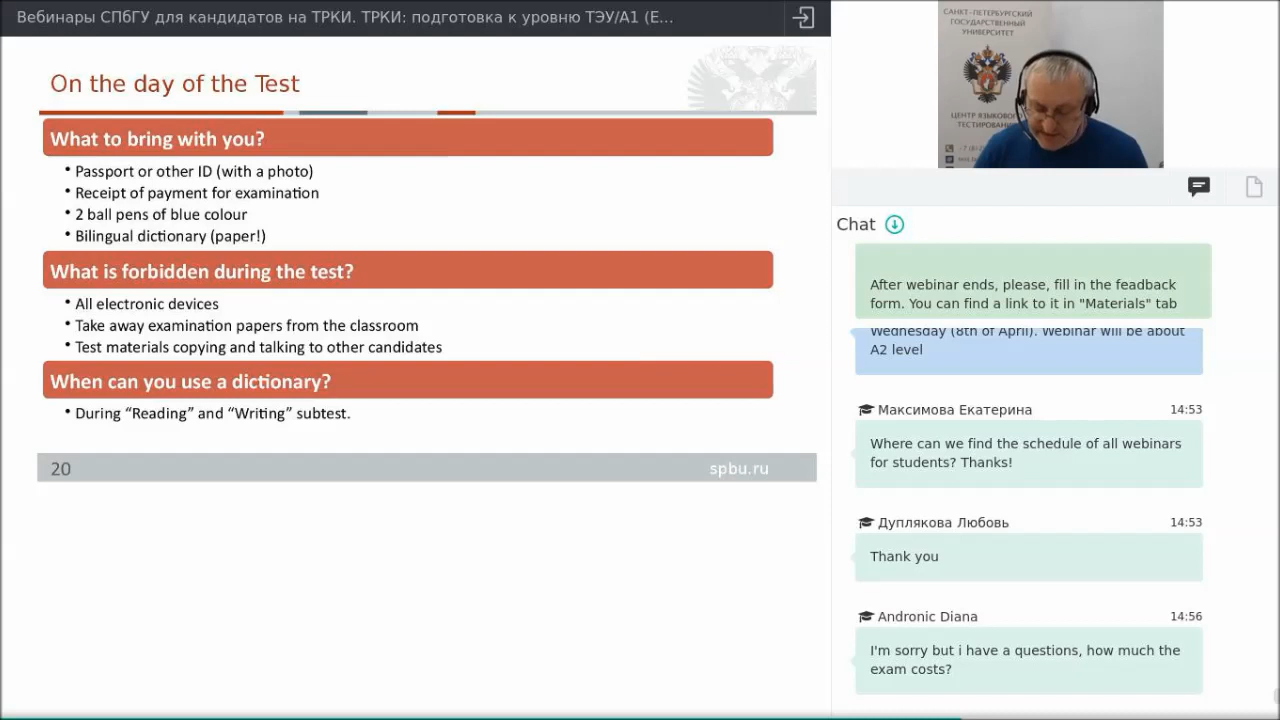 Вебинары СПбГУ для кандидатов на ТРКИ. ТРКИ: подготовка к уровню ТЭУ/А1 (Е...
On the day of the Test
What to bring with you?
• Passport or other ID (with a photo)
• Receipt of payment for examination
• 2 ball pens of blue colour
• Bilingual dictionary (paper!)
What is forbidden during the test?
• All electronic devices
• Take away examination papers from the classroom
• Test materials copying and talking to other candidates
When can you use a dictionary?
• During “Reading” and “Writing” subtest.
20
spbu.ru
САНКТ-ПЕТЕРБУРГСКИЙ
ГОСУДАРСТВЕННЫЙ
УНИВЕРСИТЕТ
ЦЕНТР ЯЗЫКОВОГО
ТЕСТИРОВАНИЯ
Chat
After webinar ends, please, fill in the feadback
form. You can find a link to it in "Materials" tab
Wednesday (8th of April). Webinar will be about
A2 level
Максимова Екатерина 14:53
Where can we find the schedule of all webinars
for students? Thanks!
Дуплякова Любовь 14:53
Thank you
Andronic Diana 14:56
I'm sorry but i have a questions, how much the
exam costs?